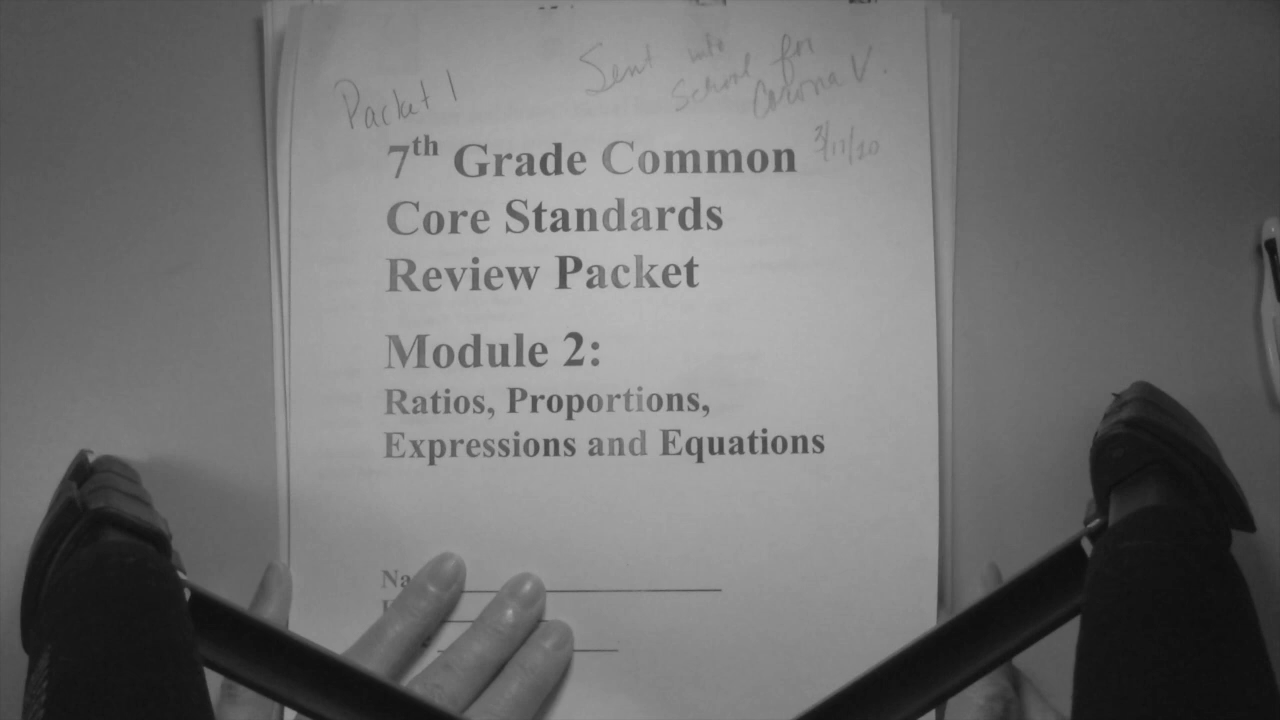 Packet 1
Sent into
School for
Corona V.
3/11/20
7th Grade Common
Core Standards
Review Packet
Module 2:
Ratios, Proportions,
Expressions and Equations